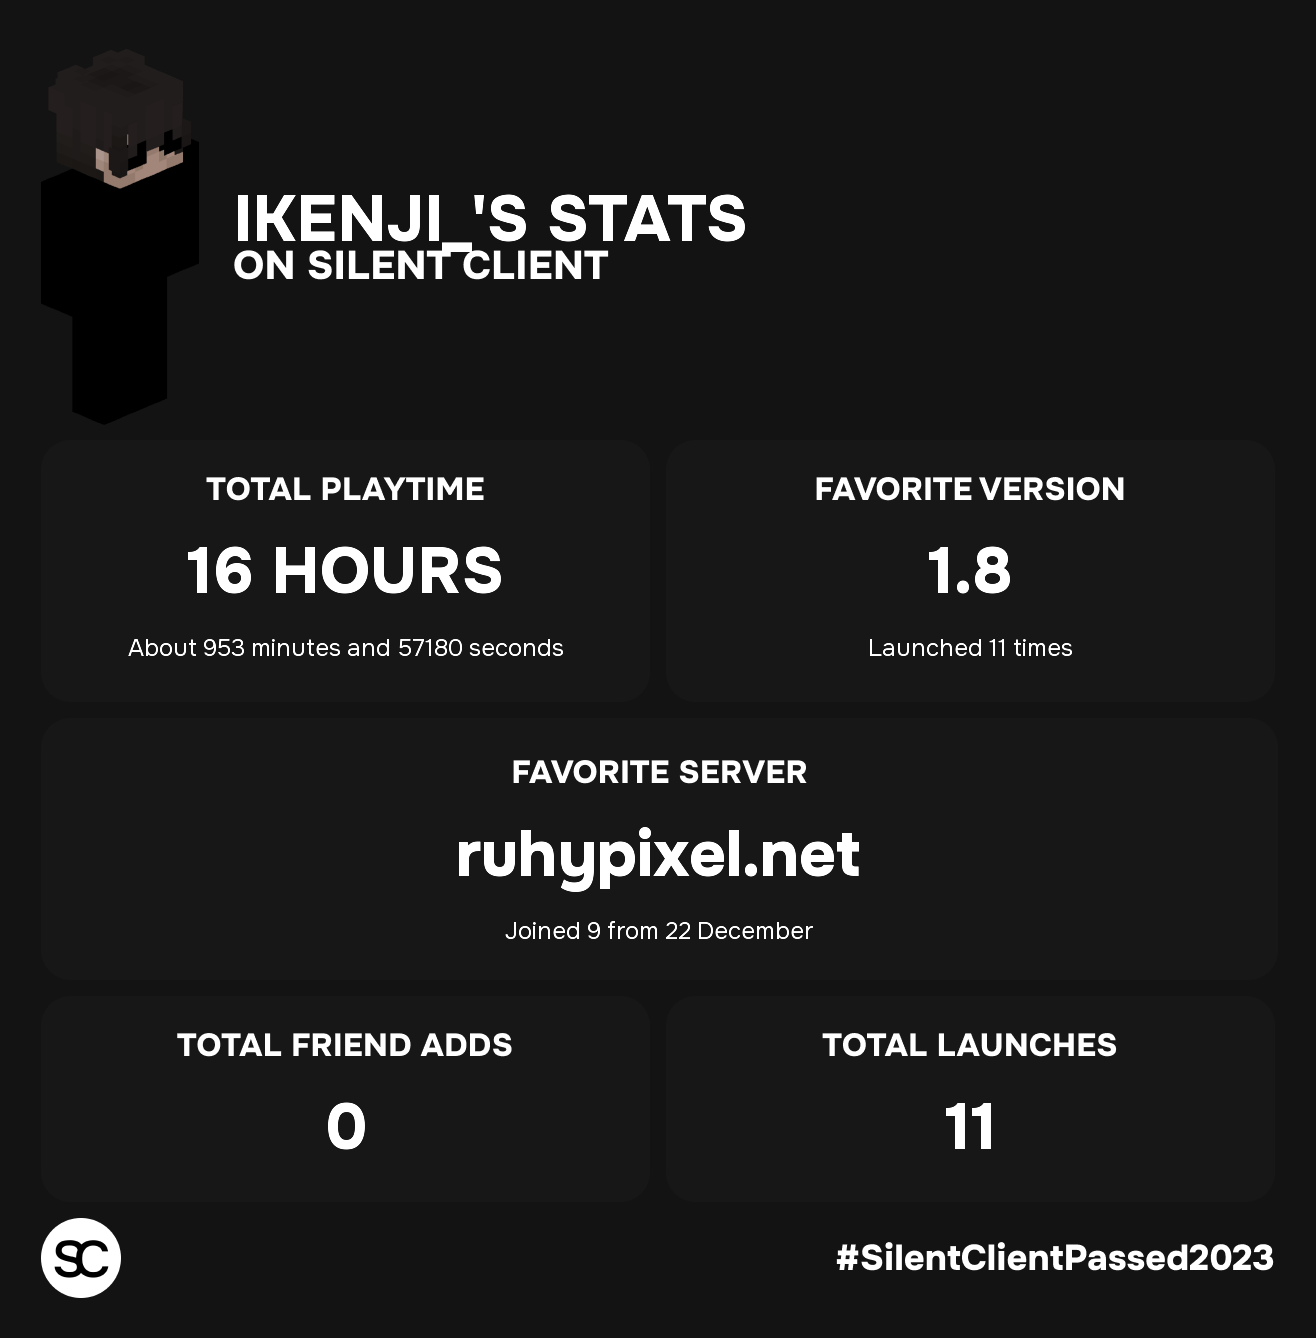 IKENJI_'S STATS
ON SILENT CLIENT
TOTAL PLAYTIME
16 HOURS
About 953 minutes and 57180 seconds
FAVORITE VERSION
1.8
Launched 11 times
FAVORITE SERVER
ruhypixel.net
Joined 9 from 22 December
TOTAL FRIEND ADDS
0
TOTAL LAUNCHES
11
SC
#SilentClientPassed2023